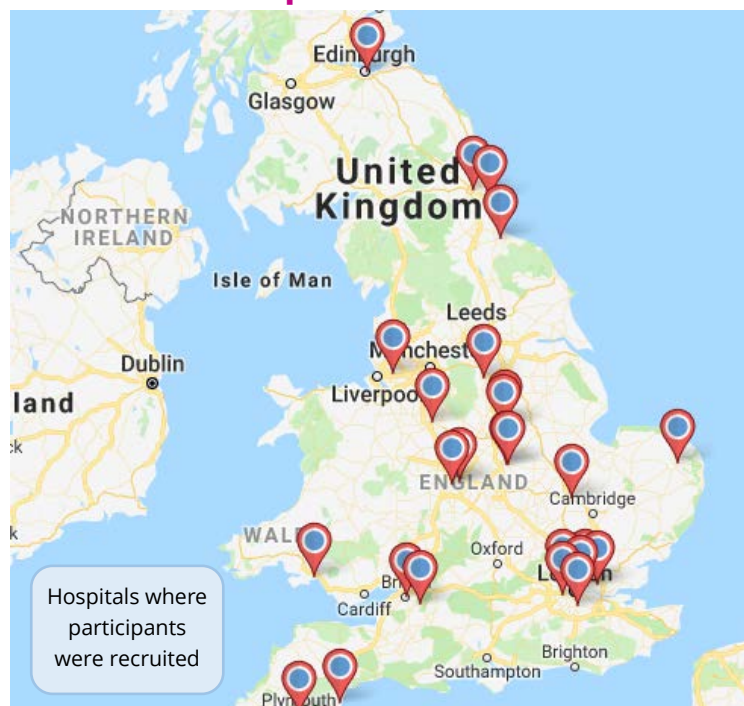 Edinburgh
Glasgow
United
Kingdom
NORTHERN
IRELAND
Isle of Man
Leeds
Dublin
Liverpoo
land
ENGLAND
Cambridge
WAL
Oxford
Cardiff
Hospitals where
participants
were recruited
Brighton
Southampton